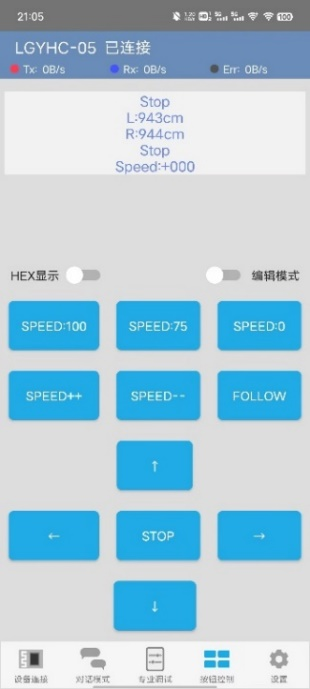 21:05
100
LGYHC-05 已连接
Tx: 0B/s Rx: 0B/s Err: 0B/s
Stop
L:943cm
R:944cm
Stop
Speed:+000
HEX显示 编辑模式
SPEED:100 SPEED:75 SPEED:0
SPEED++ SPEED-- FOLLOW
↑
← STOP →
↓
设备连接 对话模式 专业调试 按钮控制 设置